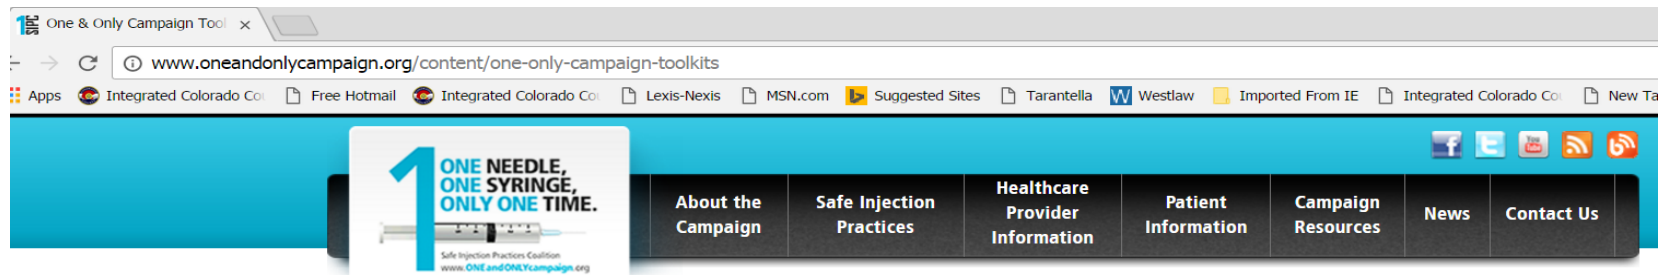 One & Only Campaign Tool
www.oneandonlycampaign.org/content/one-only-campaign-toolkits
Apps Integrated Colorado Co Free Hotmail Integrated Colorado Co Lexis-Nexis MSN.com Suggested Sites Tarantella Westlaw Imported From IE Integrated Colorado Co New Ta
1 ONE NEEDLE,
ONE SYRINGE,
ONLY ONE TIME.
Safe Injection Practices Coalition
www.ONEandONLYcampaign.org
About the
Campaign
Safe Injection
Practices
Healthcare
Provider
Information
Patient
Information
Campaign
Resources
News
Contact Us